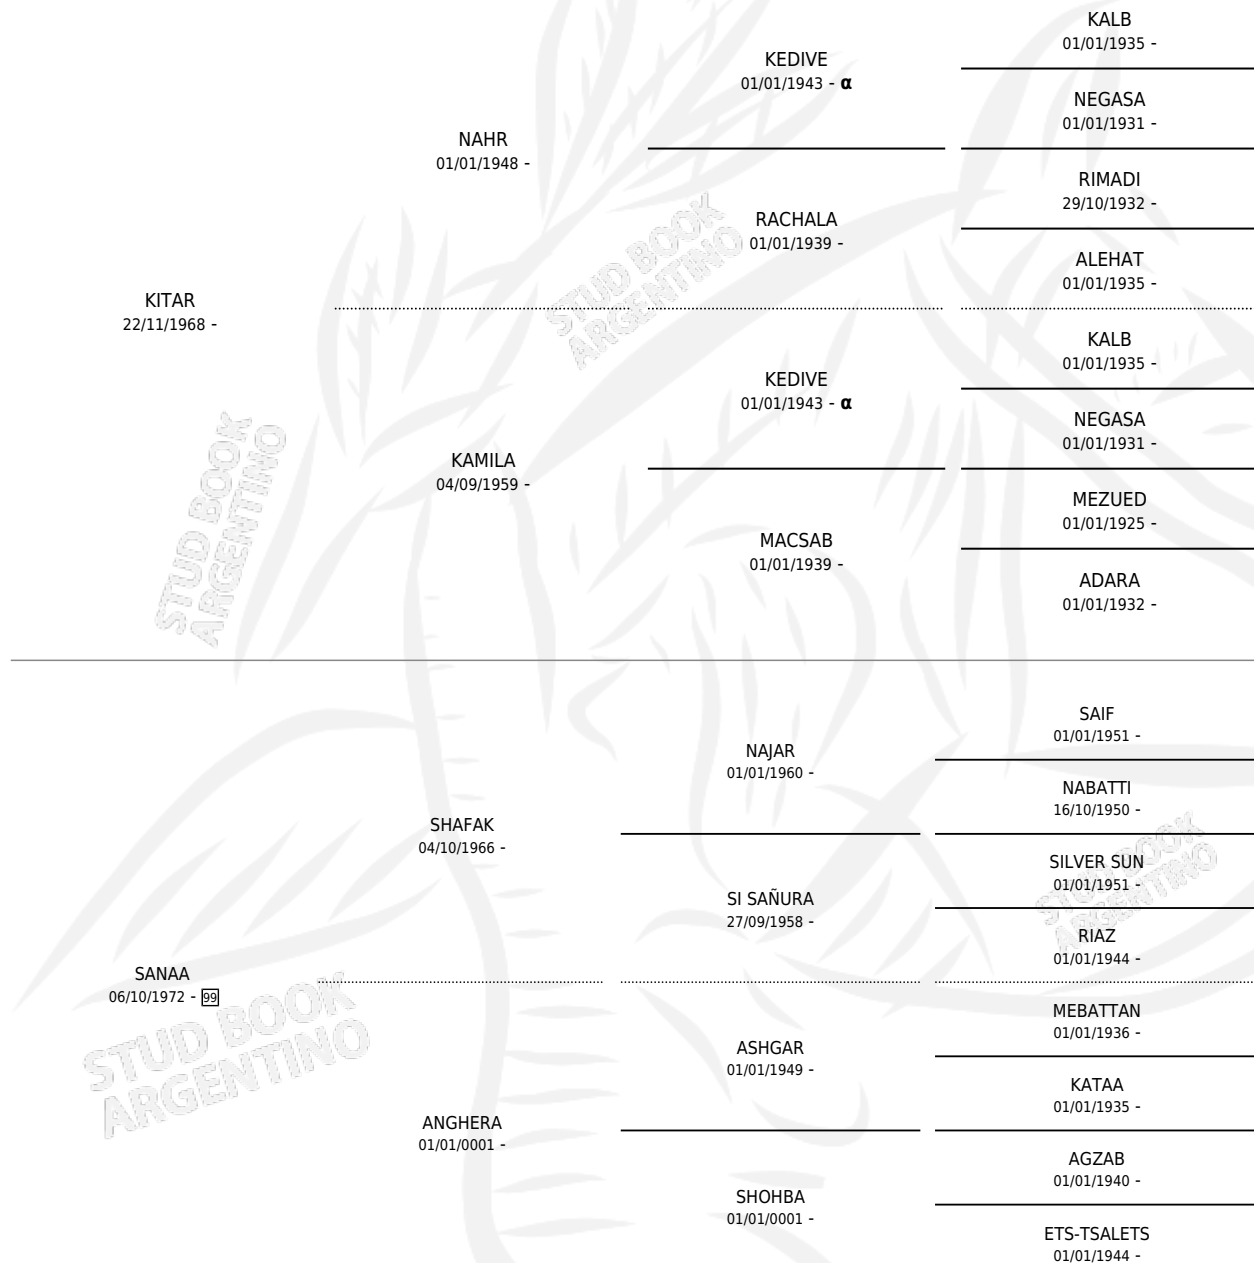 KALB
01/01/1935 -
KEDIVE
01/01/1943 - α
NEGASA
01/01/1931 -
NAHR
01/01/1948 -
RIMADI
29/10/1932 -
RACHALA
01/01/1939 -
ALEHAT
01/01/1935 -
KITAR
22/11/1968 -
STUD BOOK
ARGENTINO
KALB
01/01/1935 -
KEDIVE
01/01/1943 - α
NEGASA
01/01/1931 -
KAMILA
04/09/1959 -
MEZUED
01/01/1925 -
MACSAB
01/01/1939 -
ADARA
01/01/1932 -
STUD BOOK
ARGENTINO
SAIF
01/01/1951 -
NAJAR
01/01/1960 -
NABATTI
16/10/1950 -
SHAFAK
04/10/1966 -
SILVER SUN
01/01/1951 -
SI SAÑURA
27/09/1958 -
RIAZ
01/01/1944 -
STUD BOOK
ARGENTINO
SANAA
06/10/1972 - 99
MEBATTAN
01/01/1936 -
ASHGAR
01/01/1949 -
KATAA
01/01/1935 -
ANGHERA
01/01/0001 -
AGZAB
01/01/1940 -
SHOHBA
01/01/0001 -
ETS-TSALETS
01/01/1944 -
STUD BOOK
ARGENTINO